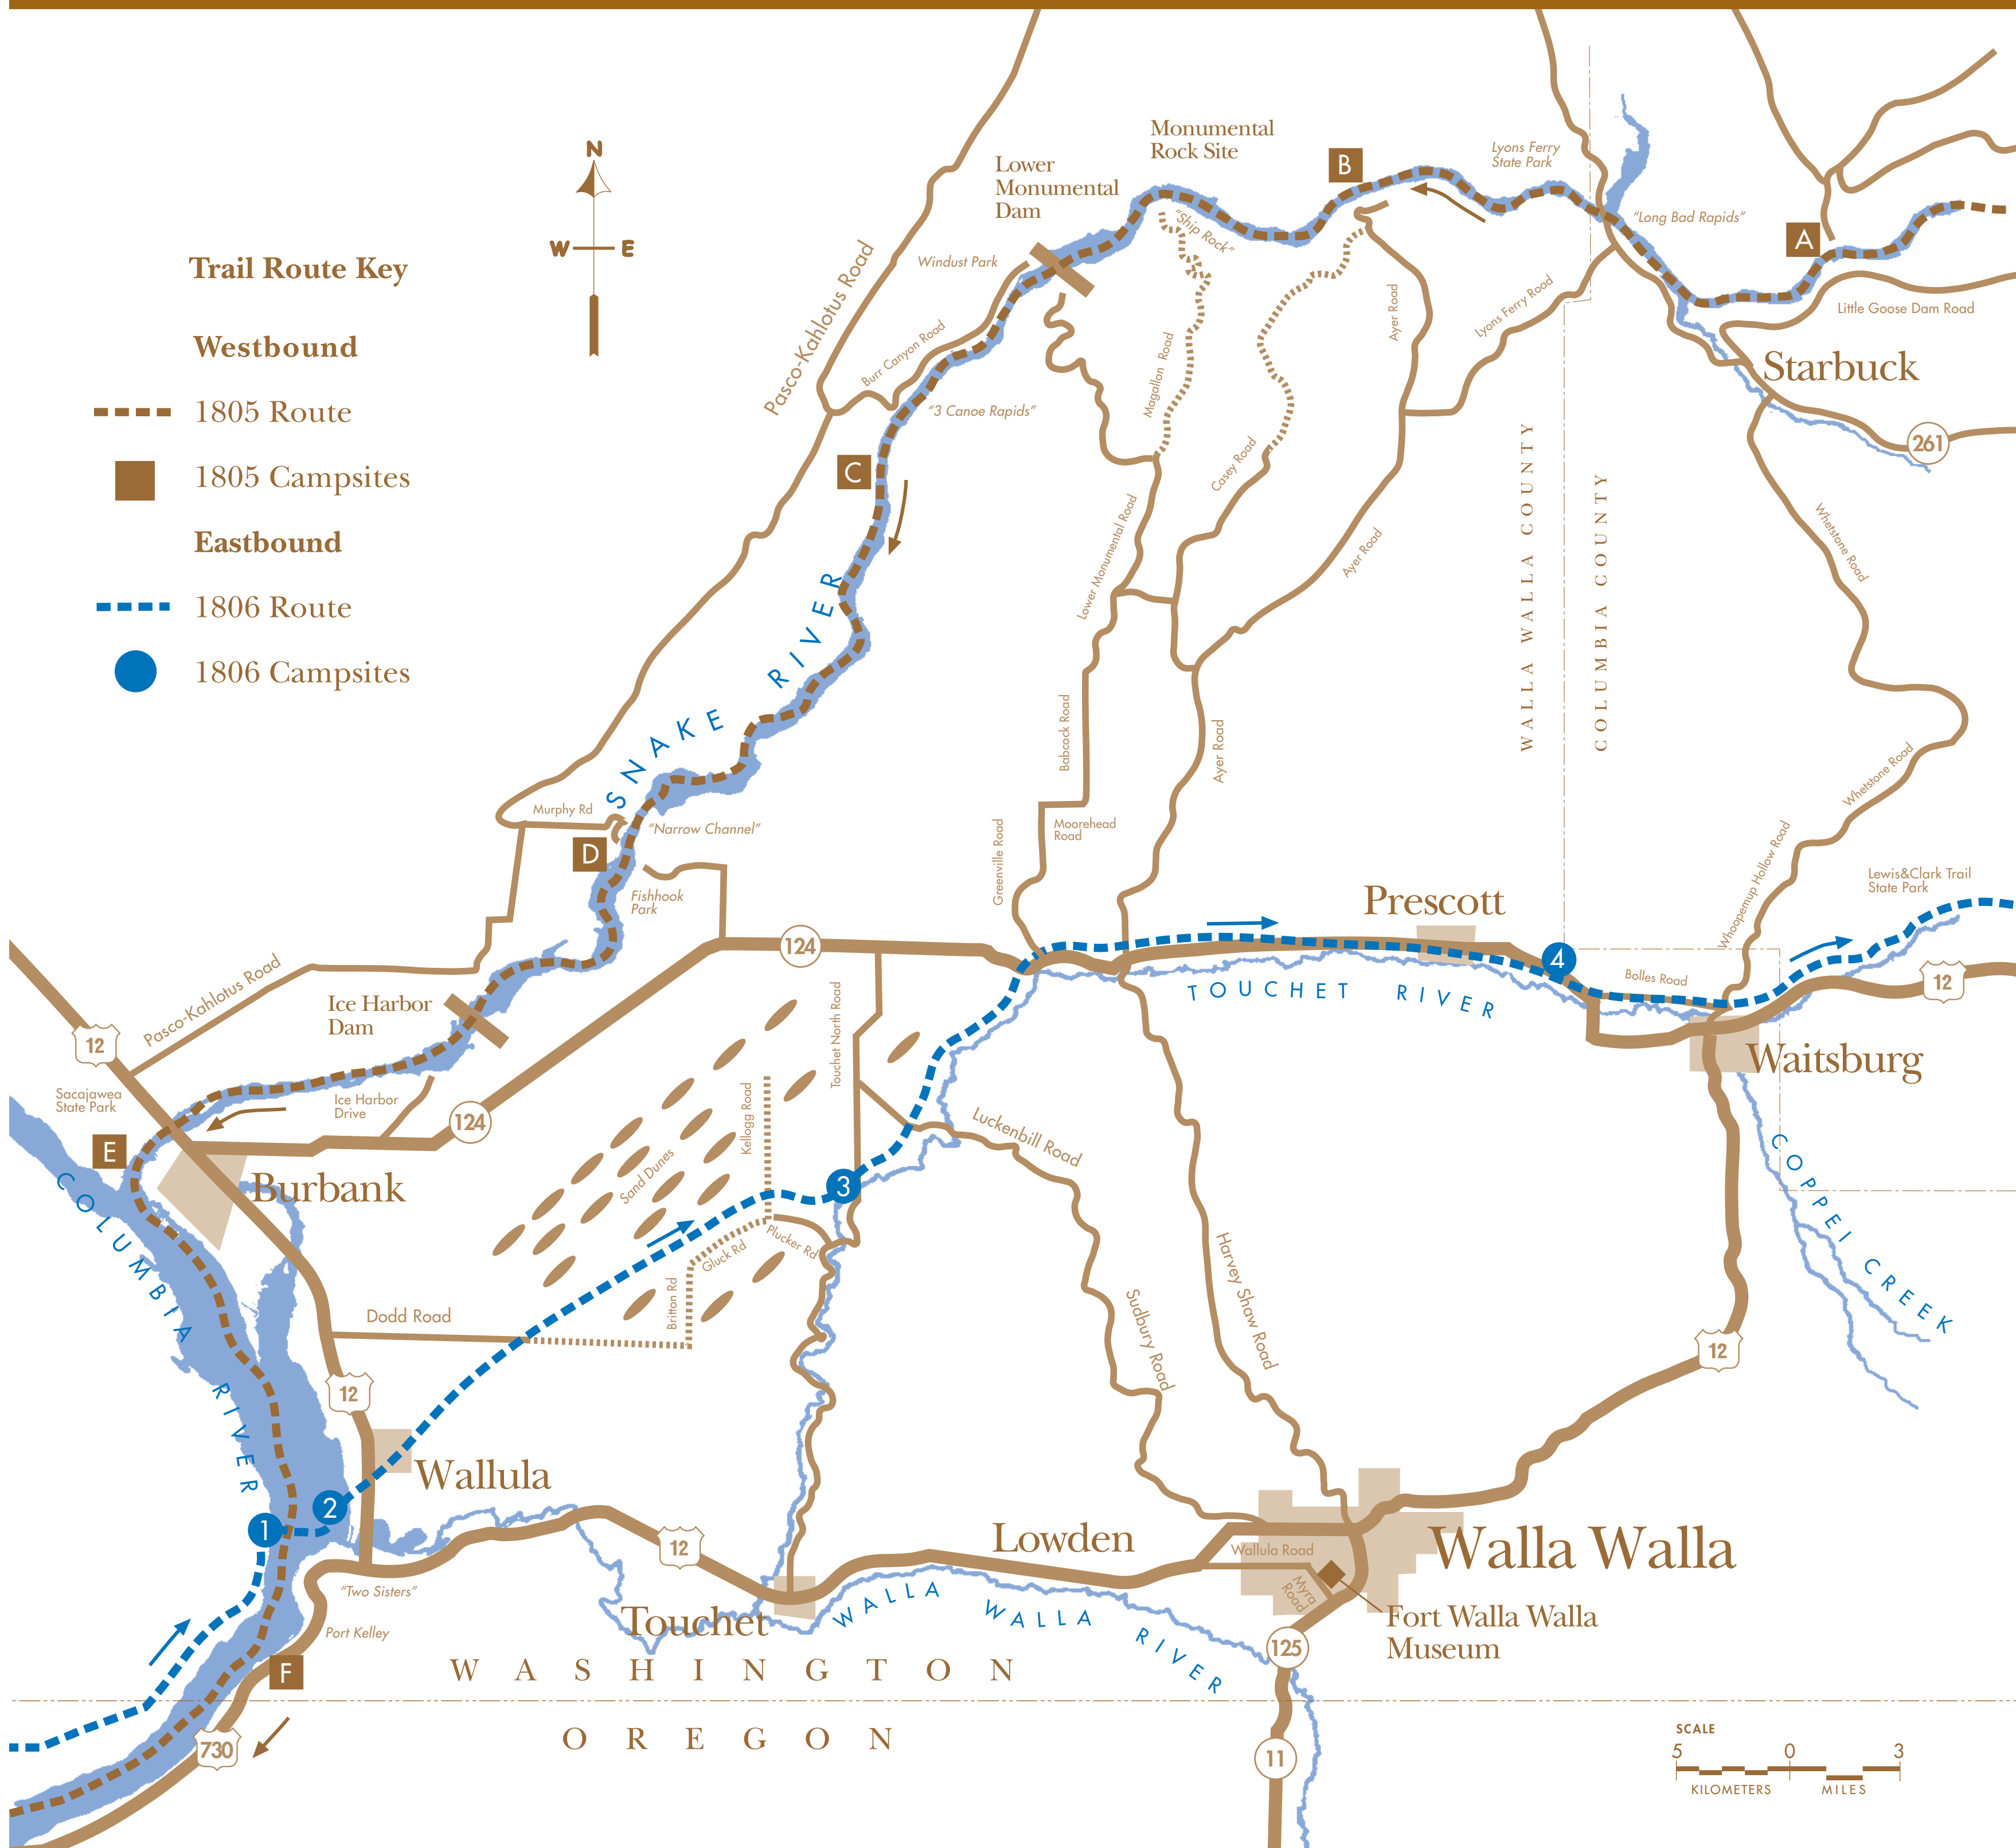 N
W
E
Trail Route Key
Westbound
1805 Route
1805 Campsites
Eastbound
1806 Route
1806 Campsites
Monumental
Rock Site
Lower
Monumental
Dam
B
Lyons Ferry
State Park
"Long Bad Rapids"
A
"Ship Rock"
Windust Park
Pasco-Kahlotus Road
Burr Canyon Road
"3 Canoe Rapids"
Magallon Road
Ayer Road
Lyons Ferry Road
Little Goose Dam Road
Starbuck
261
C
Casey Road
Lower Monumental Road
Ayer Road
WALLA WALLA COUNTY
COLUMBIA COUNTY
Whetstone Road
SNAKE RIVER
Babcock Road
Ayer Road
Murphy Rd
"Narrow Channel"
D
Fishhook
Park
Greenville Road
Moorehead
Road
Whetstone Road
Whoopemup Hollow Road
Lewis&Clark Trail
State Park
Prescott
124
4
Bolles Road
12
TOUCHET RIVER
Waitsburg
Pasco-Kahlotus Road
Ice Harbor
Dam
12
Sacajawea
State Park
Ice Harbor
Drive
124
E
Burbank
Touchet North Road
Kellogg Road
Sand Dunes
Luckenbill Road
3
Plucker Rd
Gluck Rd
Britton Rd
Dodd Road
COLUMBIA RIVER
Harvey Shaw Road
Sudbury Road
COPPEI CREEK
12
12
Wallula
2
1
12
Lowden
Wallula Road
Walla Walla
Myra
Road
"Two Sisters"
Port Kelley
Touchet
WALLA WALLA RIVER
Fort Walla Walla
Museum
125
F
WASHINGTON
OREGON
730
11
SCALE
5
0
3
KILOMETERS
MILES